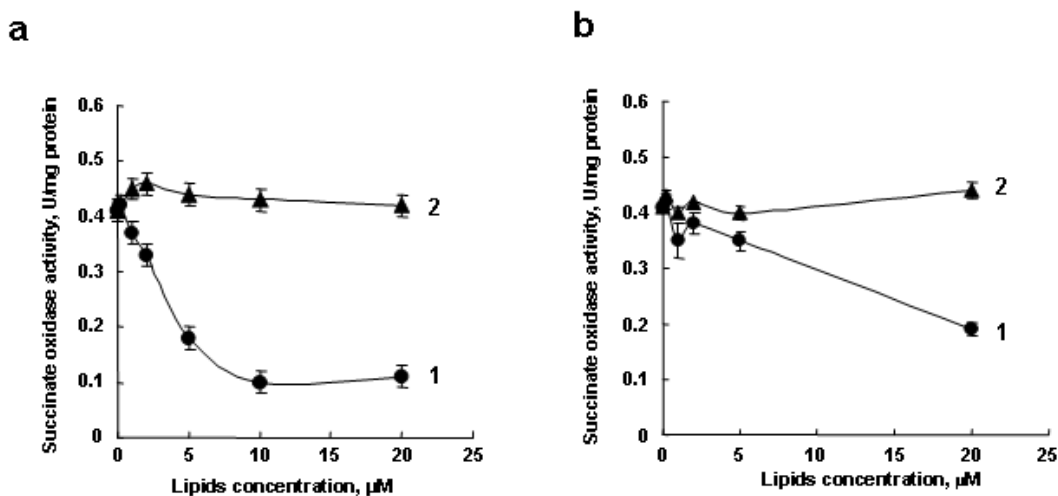 a
Succinate oxidase activity, U/mg protein
0.6
0.5
0.4
0.3
0.2
0.1
0
2
1
0 5 10 15 20 25
Lipids concentration, µM
b
Succinate oxidase activity, U/mg protein
0.6
0.5
0.4
0.3
0.2
0.1
0
2
1
0 5 10 15 20 25
Lipids concentration, µM